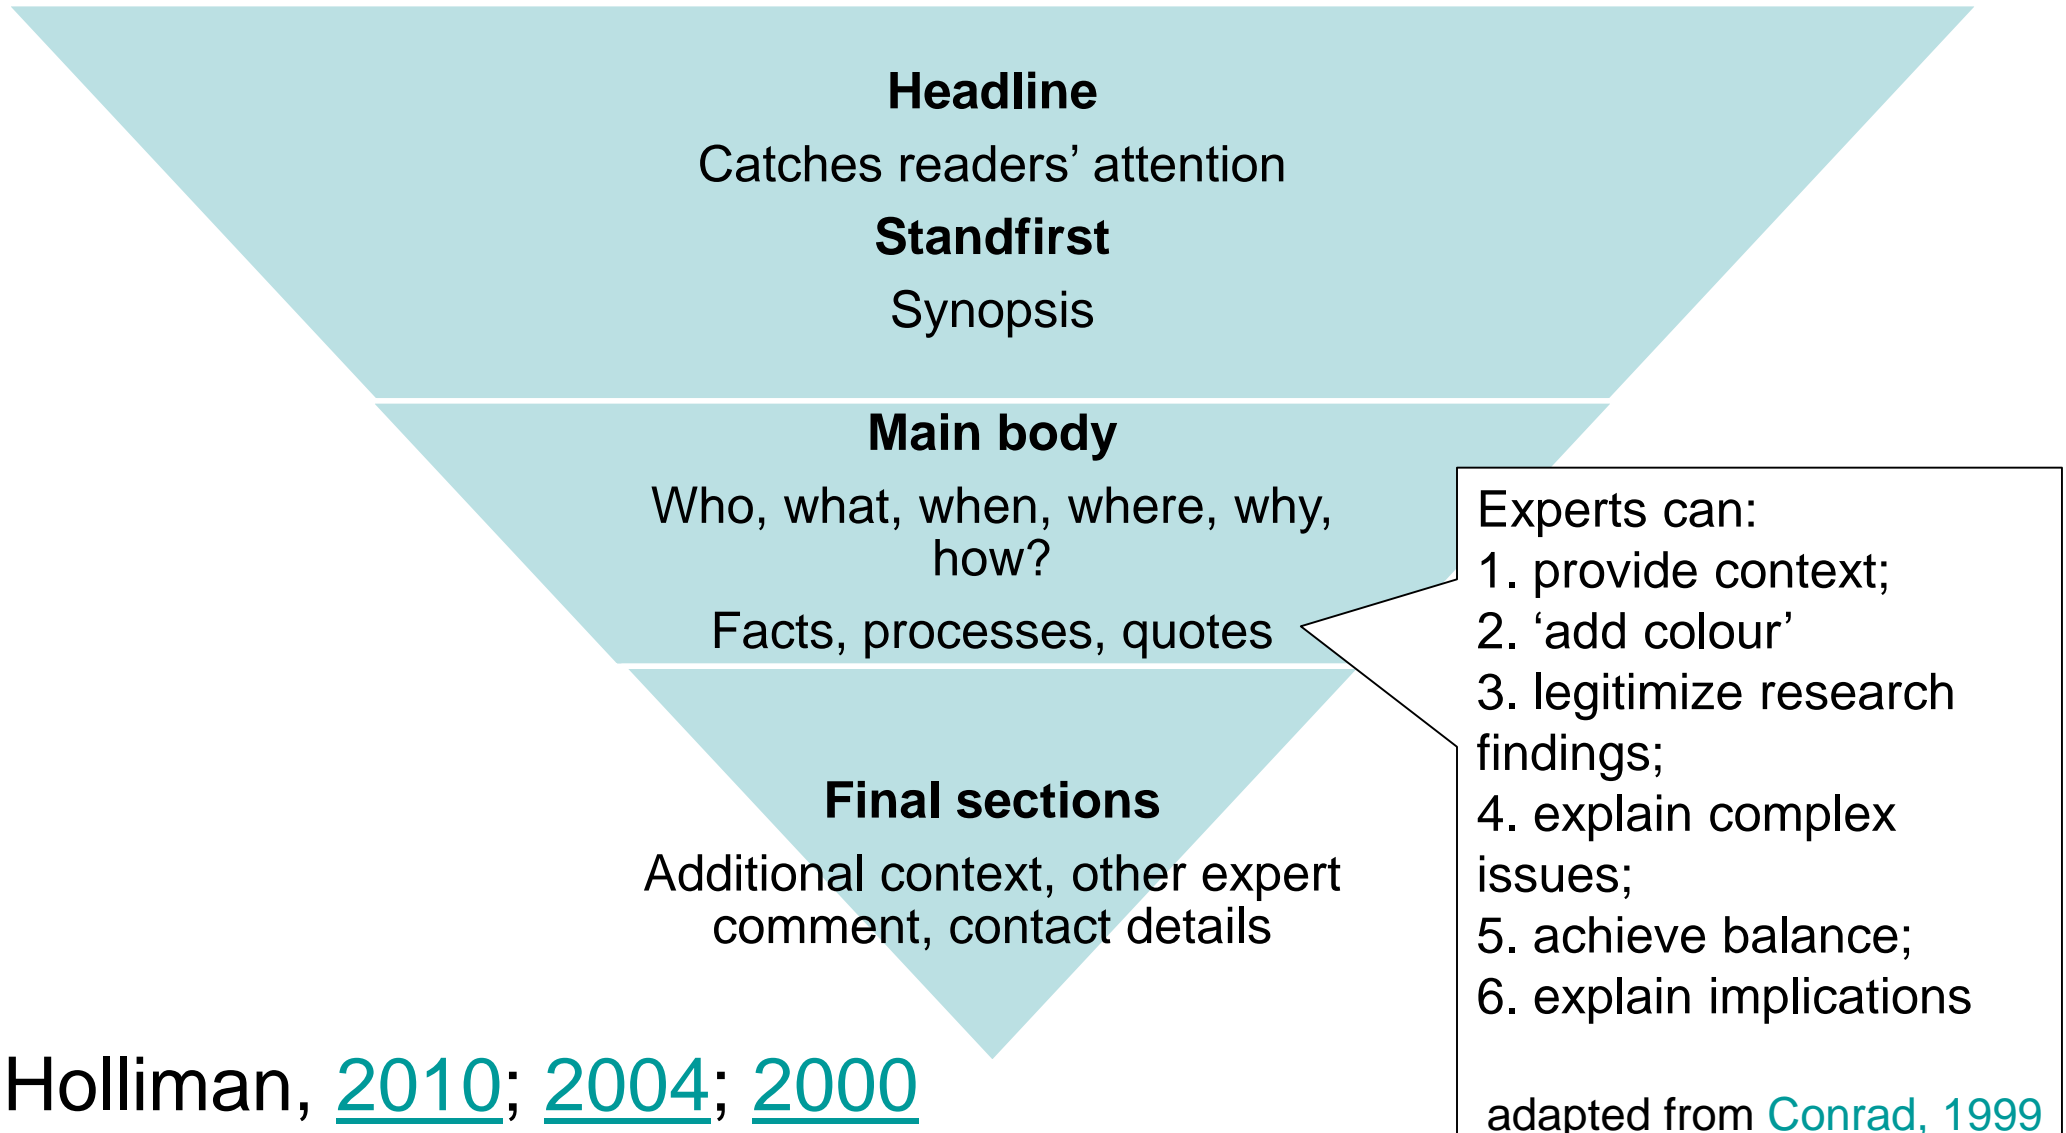 Headline
Catches readers’ attention
Standfirst
Synopsis
Main body
Who, what, when, where, why,
how?
Facts, processes, quotes
Final sections
Additional context, other expert
comment, contact details
Experts can:
1. provide context;
2. ‘add colour’
3. legitimize research
findings;
4. explain complex
issues;
5. achieve balance;
6. explain implications
adapted from Conrad, 1999
Holliman, 2010; 2004; 2000